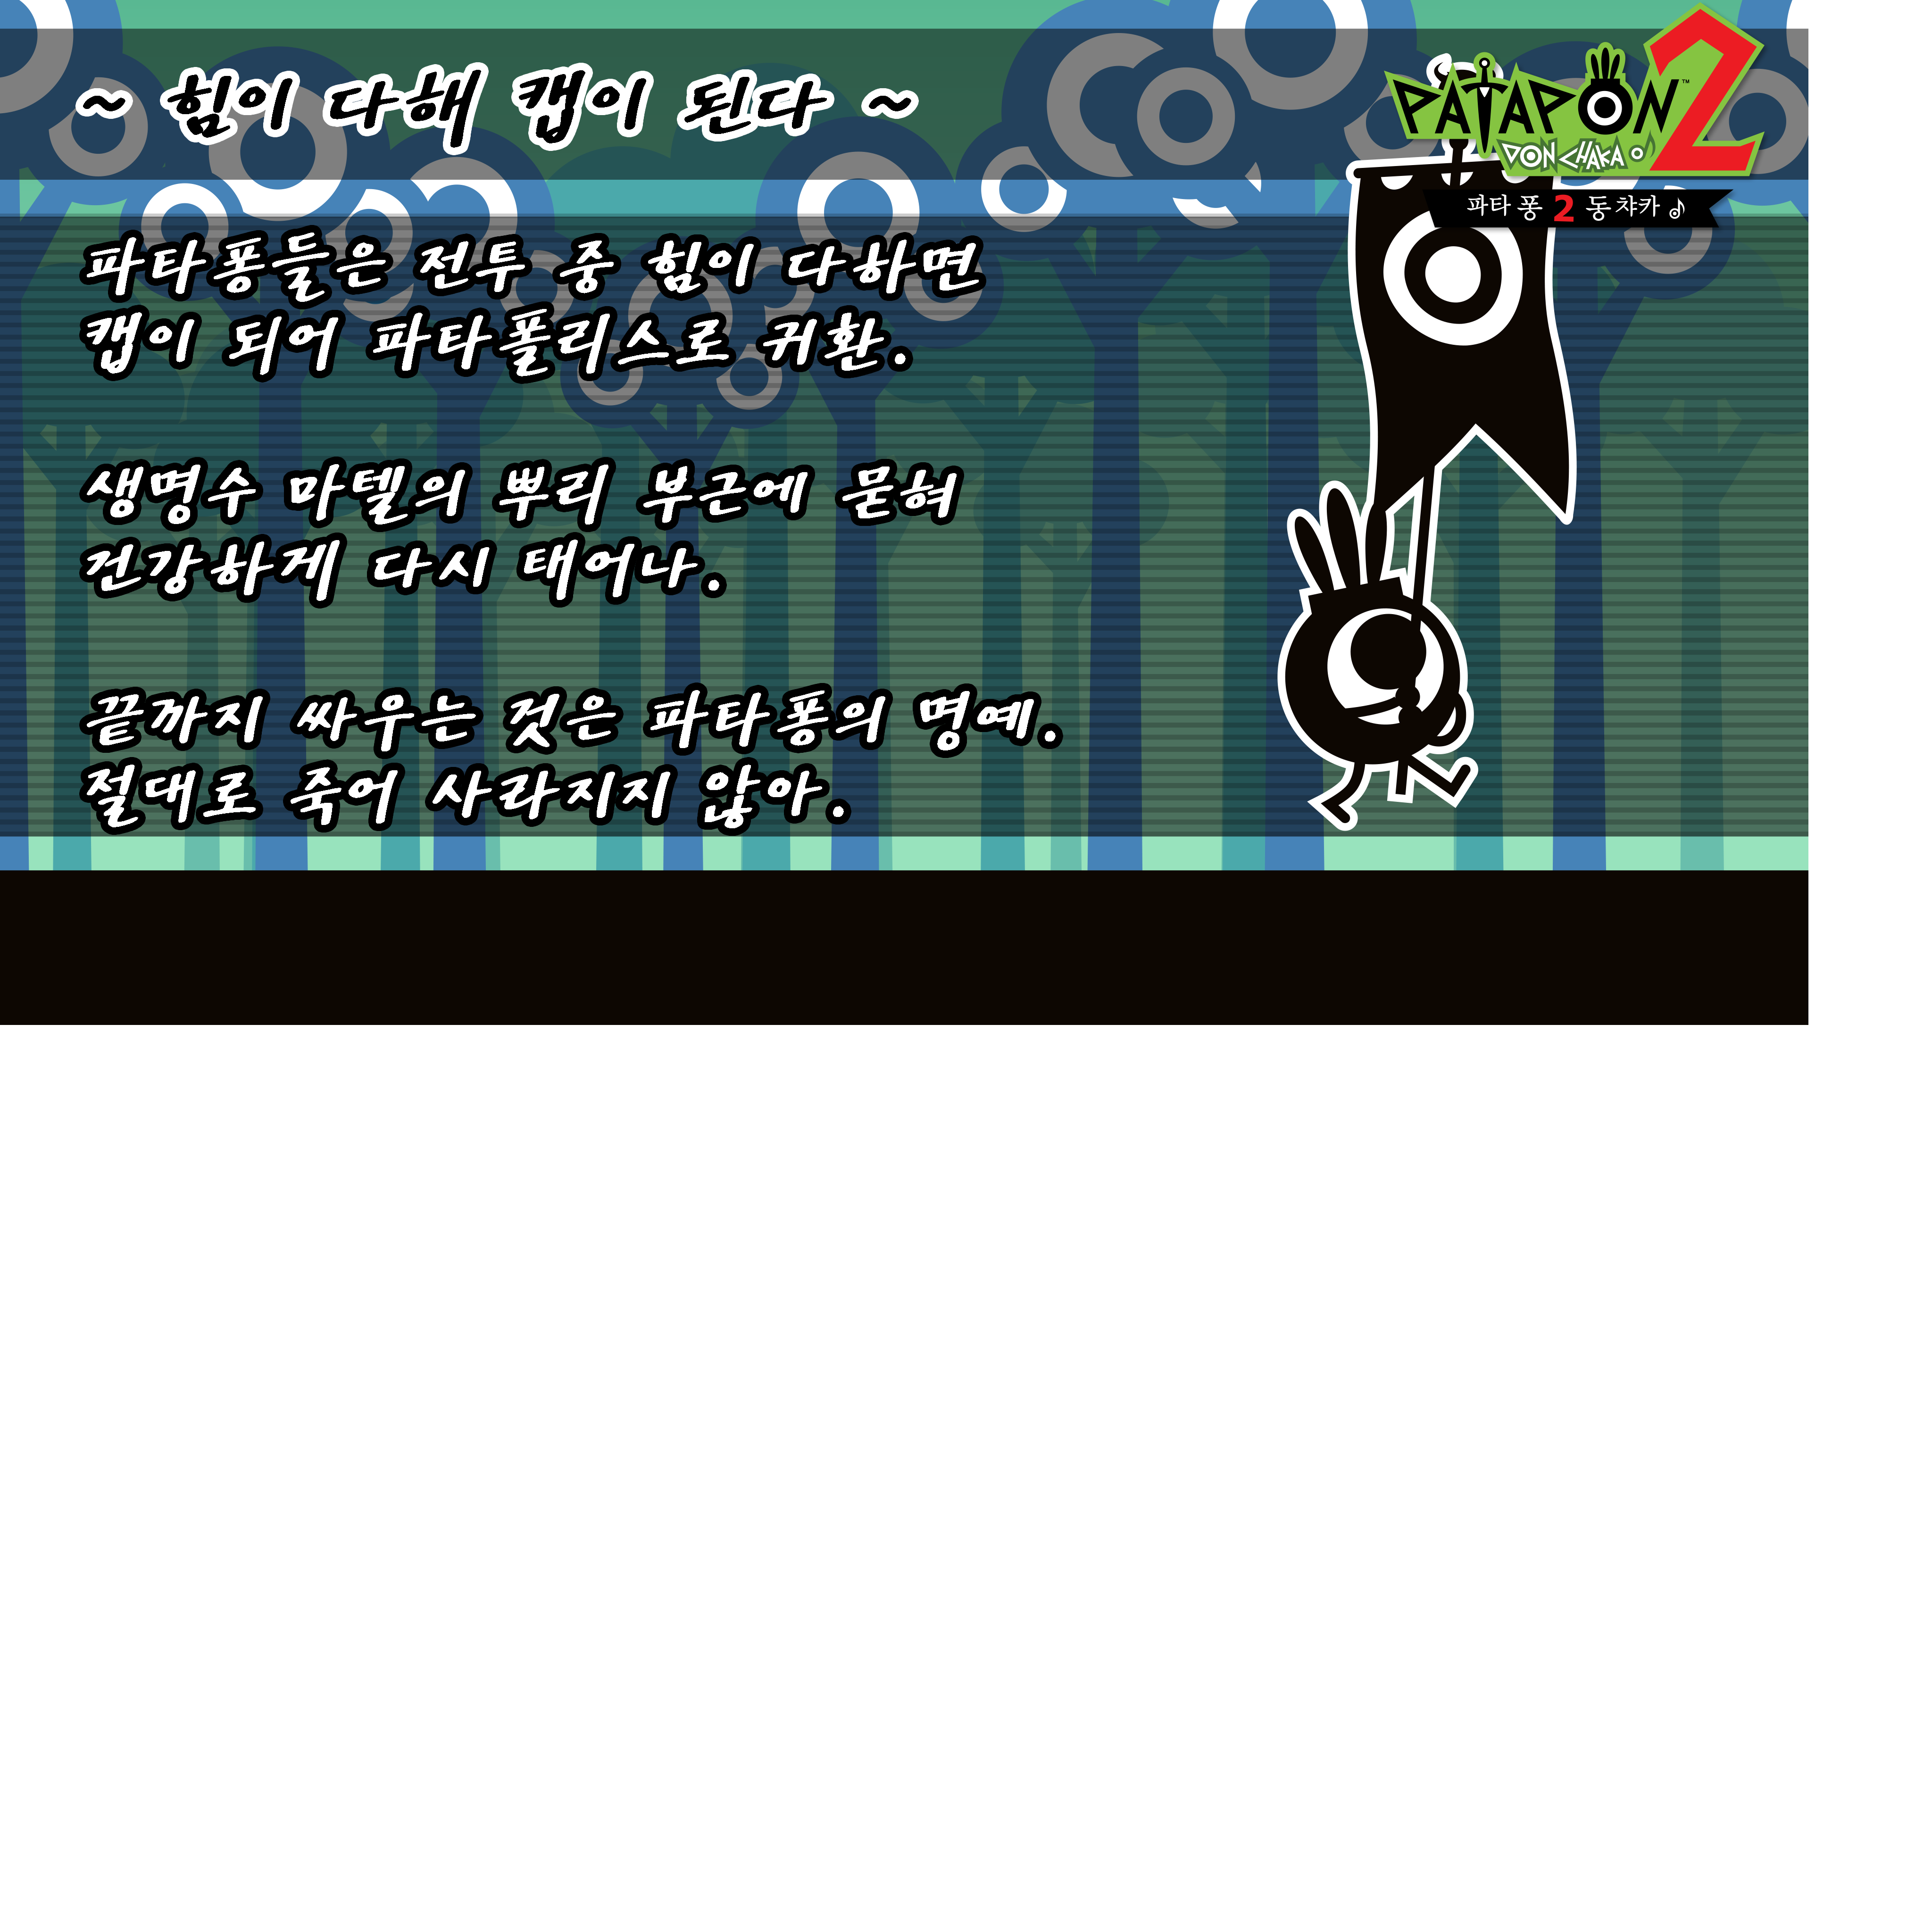 ~ 힘이 다해 캡이 된다 ~
PATAPON 2™
DON CHAKA
파타퐁 2 동챠카♪
파타퐁들은 전투 중 힘이 다하면
캡이 되어 파타폴리스로 귀환.
생명수 마텔의 뿌리 부근에 묻혀
건강하게 다시 태어나.
끝까지 싸우는 것은 파타퐁의 명예.
절대로 죽어 사라지지 않아.